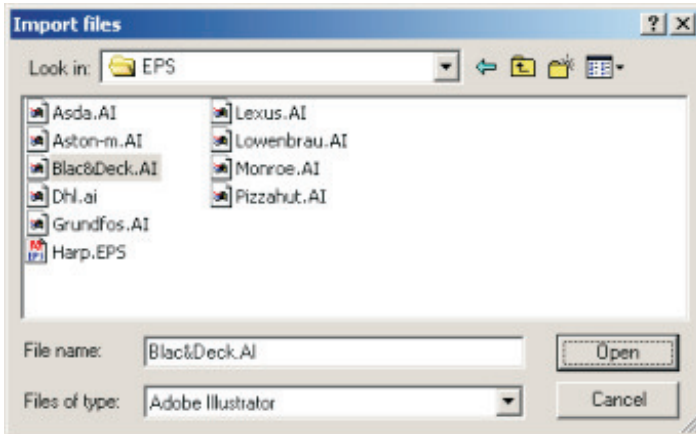 Import files
Look in: EPS
Asda.AI
Aston-m.AI
Blac&Deck.AI
Dhl.ai
Grundfos.AI
Harp.EPS
Lexus.AI
Lowenbrau.AI
Monroe.AI
Pizzahut.AI
File name: Blac&Deck.AI Open
Files of type: Adobe Illustrator Cancel